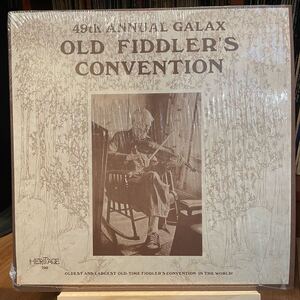 49th ANNUAL GALAX
OLD FIDDLER'S
CONVENTION
HERITAGE
OLDEST AND LARGEST OLD TIME FIDDLER'S CONVENTION IN THE WORLD!